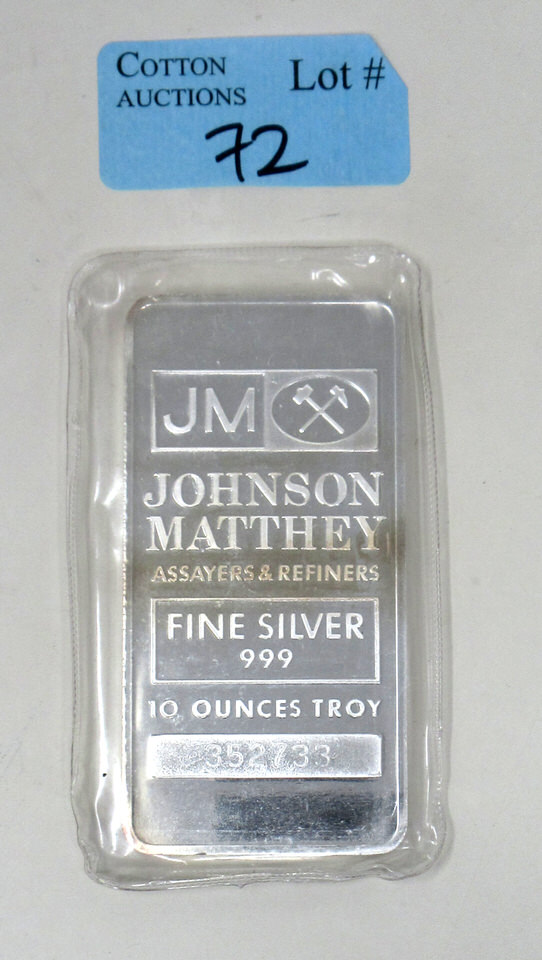 COTTON
AUCTIONS
Lot #
72
JM
JOHNSON
MATTHEY
ASSAYERS & REFINERS
FINE SILVER
999
10 OUNCES TROY
352733